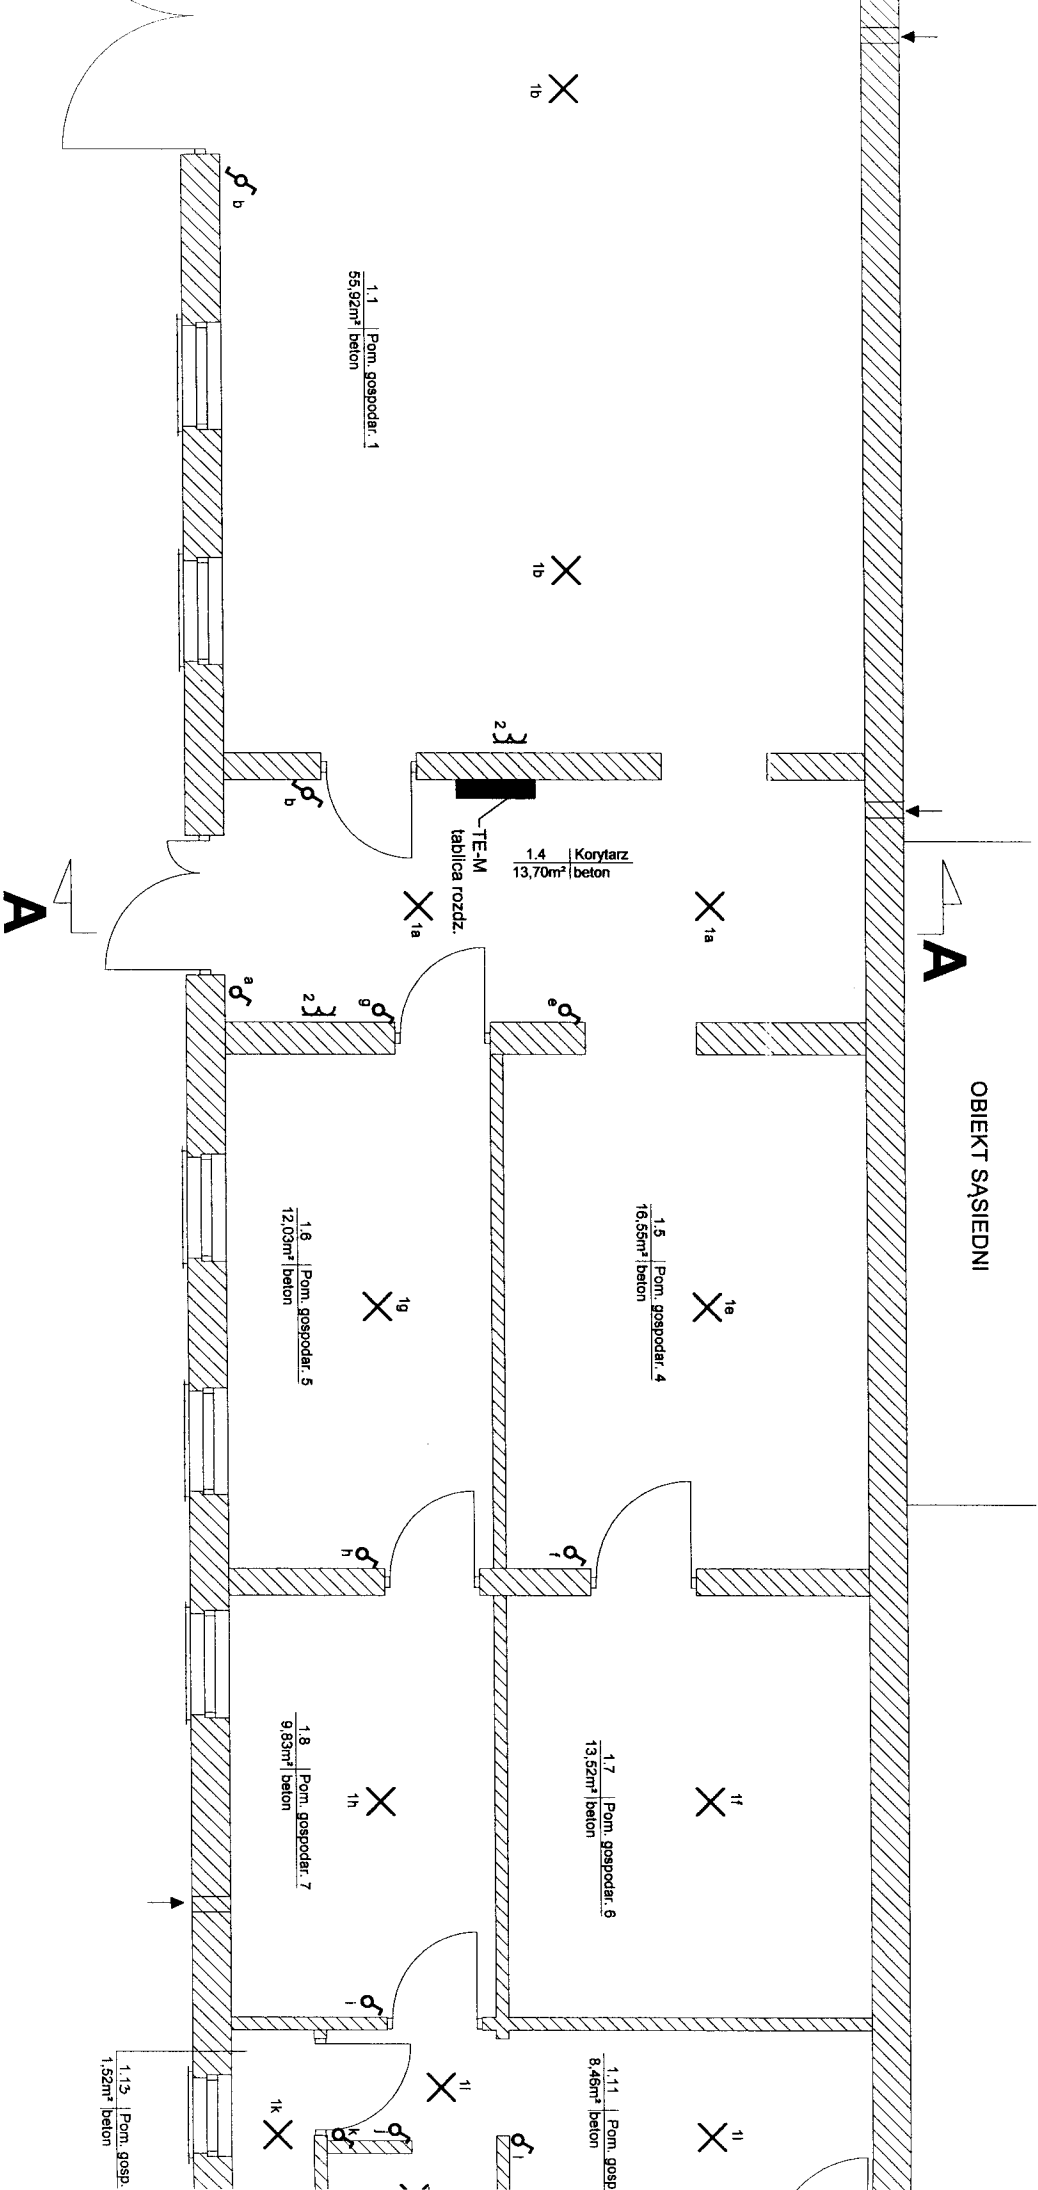 1b
b
1.1 | Pom. gospodar. 1
55,92m² | beton
1b
2
b
TE-M
tablica rozdz.
1.4 | Korytarz
13,70m² | beton
1a
1a
A
A
a
2
g
e
OBIEKT SĄSIEDNI
1.6 | Pom. gospodar. 5
12,03m² | beton
1.5 | Pom. gospodar. 4
16,55m² | beton
1g
1e
h
f
1.8 | Pom. gospodar. 7
9,83m² | beton
1.7 | Pom. gospodar. 6
13,52m² | beton
1h
1f
i
1.13 | Pom. gosp.
1,52m² | beton
1k
k
j
1.11 | Pom. gosp
8,46m² | beton